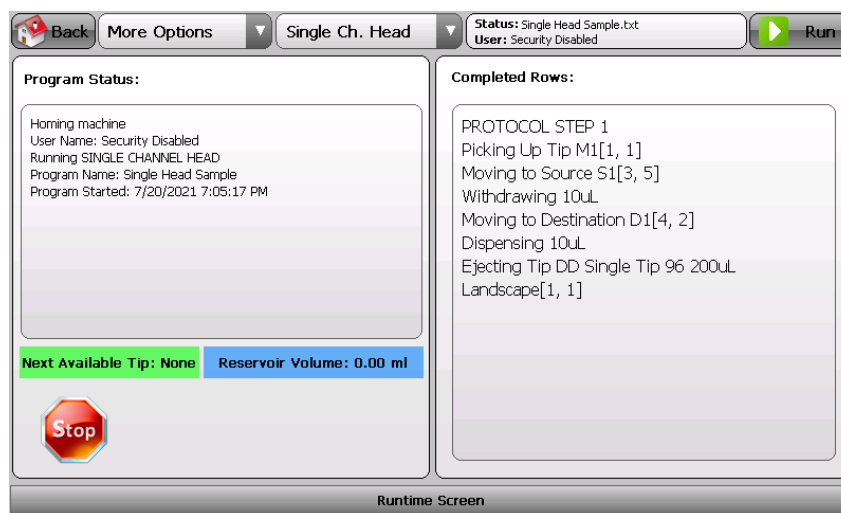 Back
More Options
Single Ch. Head
Status: Single Head Sample.txt
User: Security Disabled
Run
Program Status:
Homing machine
User Name: Security Disabled
Running SINGLE CHANNEL HEAD
Program Name: Single Head Sample
Program Started: 7/20/2021 7:05:17 PM
Next Available Tip: None
Reservoir Volume: 0.00 ml
Stop
Completed Rows:
PROTOCOL STEP 1
Picking Up Tip M1[1, 1]
Moving to Source S1[3, 5]
Withdrawing 10uL
Moving to Destination D1[4, 2]
Dispensing 10uL
Ejecting Tip DD Single Tip 96 200uL
Landscape[1, 1]
Runtime Screen